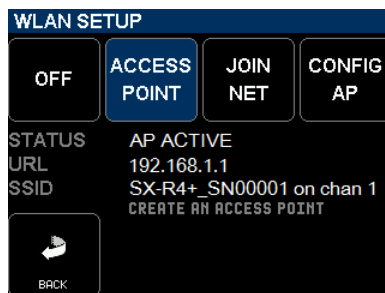 WLAN SETUP
OFF
ACCESS
POINT
JOIN
NET
CONFIG
AP
STATUS AP ACTIVE
URL 192.168.1.1
SSID SX-R4+_SN00001 on chan 1
CREATE AN ACCESS POINT
BACK